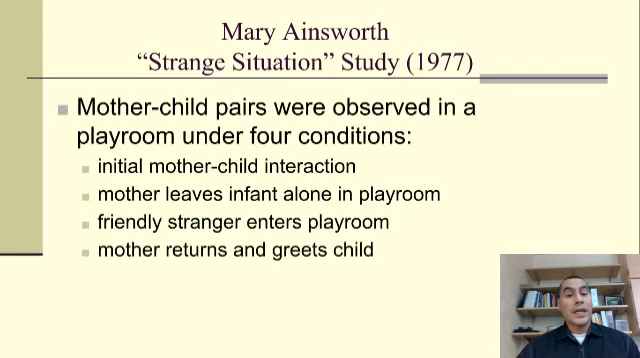 Mary Ainsworth
“Strange Situation” Study (1977)
Mother-child pairs were observed in a
playroom under four conditions:
initial mother-child interaction
mother leaves infant alone in playroom
friendly stranger enters playroom
mother returns and greets child